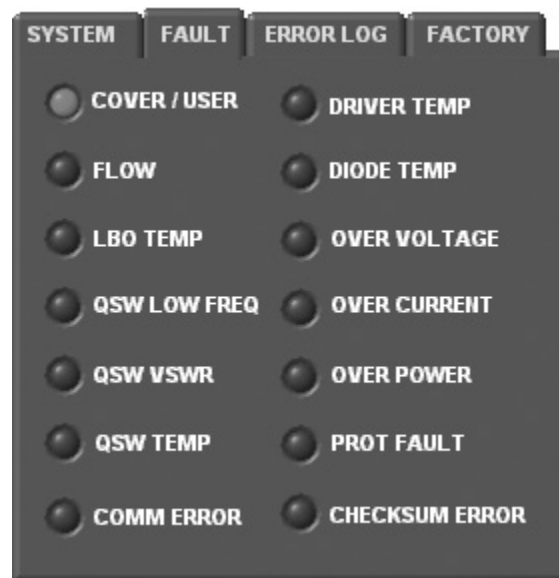 SYSTEM FAULT ERROR LOG FACTORY
COVER / USER DRIVER TEMP
FLOW DIODE TEMP
LBO TEMP OVER VOLTAGE
QSW LOW FREQ OVER CURRENT
QSW VSWR OVER POWER
QSW TEMP PROT FAULT
COMM ERROR CHECKSUM ERROR